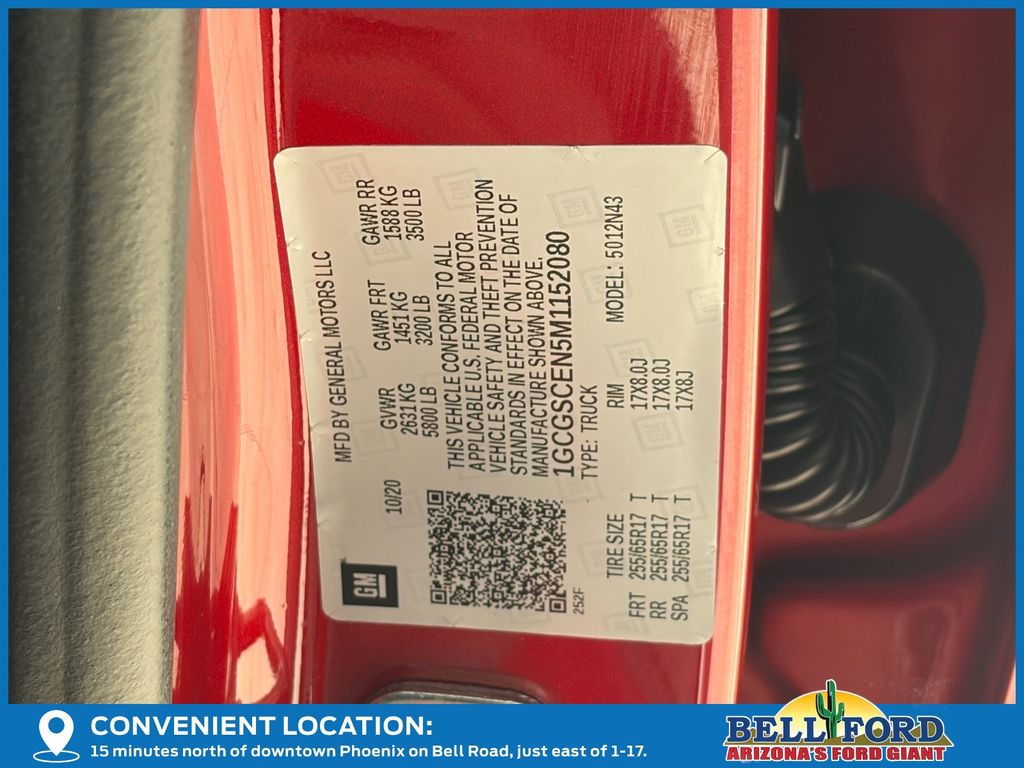 MFD BY GENERAL MOTORS LLC
GM
10/20
GVWR GAWR FRT GAWR RR
2631 KG 1451 KG 1588 KG
5800 LB 3200 LB 3500 LB
THIS VEHICLE CONFORMS TO ALL
APPLICABLE U.S. FEDERAL MOTOR
VEHICLE SAFETY AND THEFT PREVENTION
STANDARDS IN EFFECT ON THE DATE OF
MANUFACTURE SHOWN ABOVE.
1GCGSCEN5M1152080
252F
TYPE: TRUCK
TIRE SIZE RIM MODEL: 5012N43
FRT 255/65R17 T 17X8.0J
RR 255/65R17 T 17X8.0J
SPA 255/65R17 T 17X8J
CONVENIENT LOCATION:
15 minutes north of downtown Phoenix on Bell Road, just east of 1-17.
BELL FORD
ARIZONA'S FORD GIANT